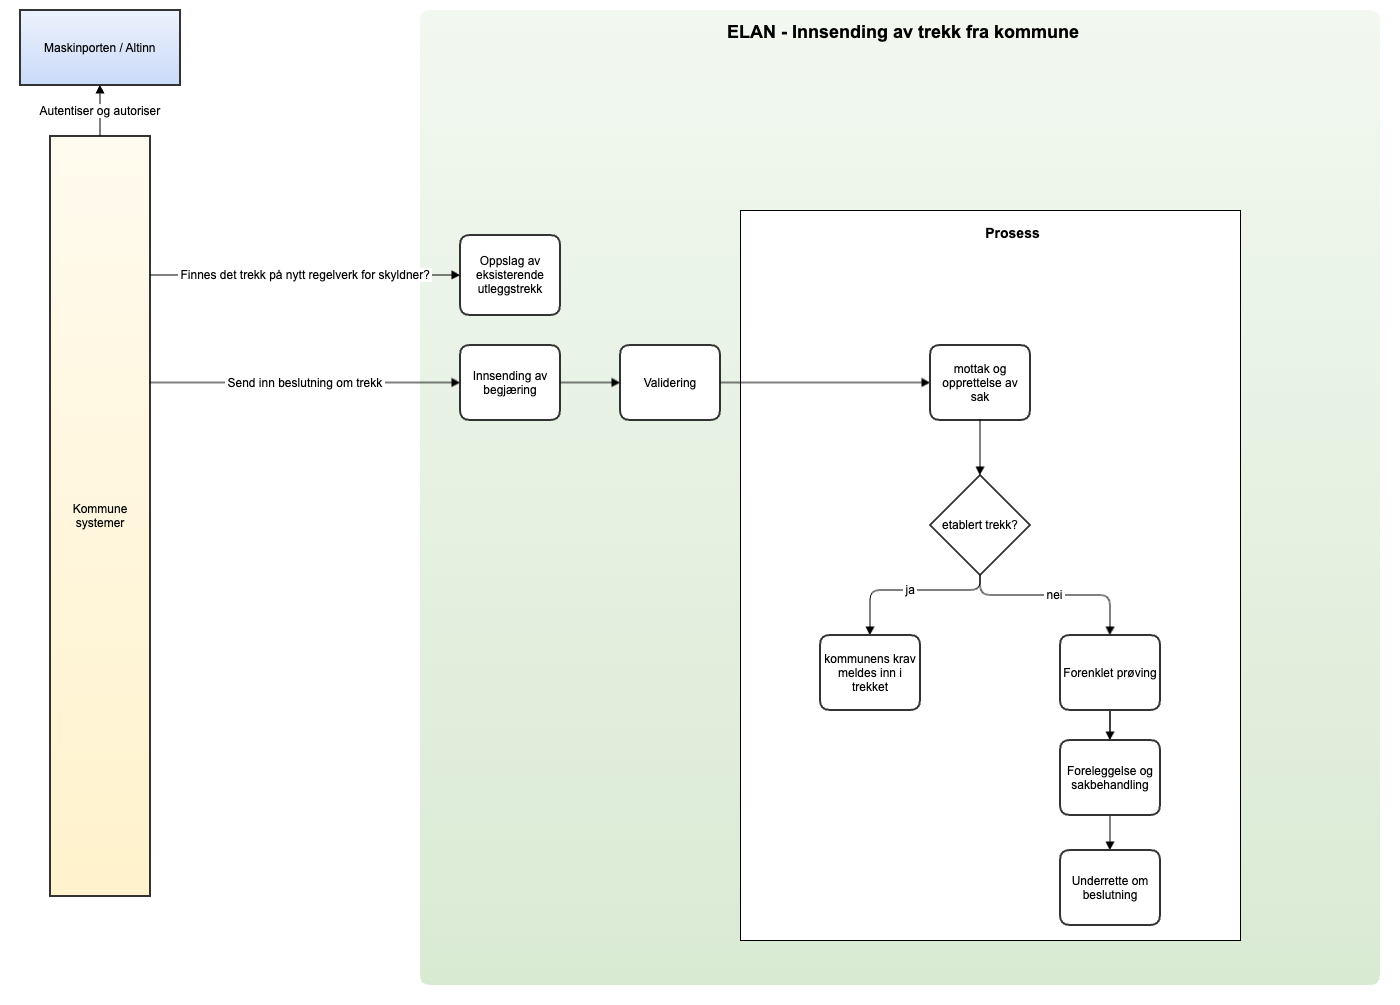 Maskinporten / Altinn
Autentiser og autoriser
Kommune
systemer
ELAN - Innsending av trekk fra kommune
Finnes det trekk på nytt regelverk for skyldner?
Oppslag av
eksisterende
utleggstrekk
Send inn beslutning om trekk
Innsending av
begjæring
Validering
Prosess
mottak og
opprettelse av
sak
etablert trekk?
ja
nei
kommunens krav
meldes inn i
trekket
Forenklet prøving
Foreleggelse og
sakbehandling
Underrette om
beslutning